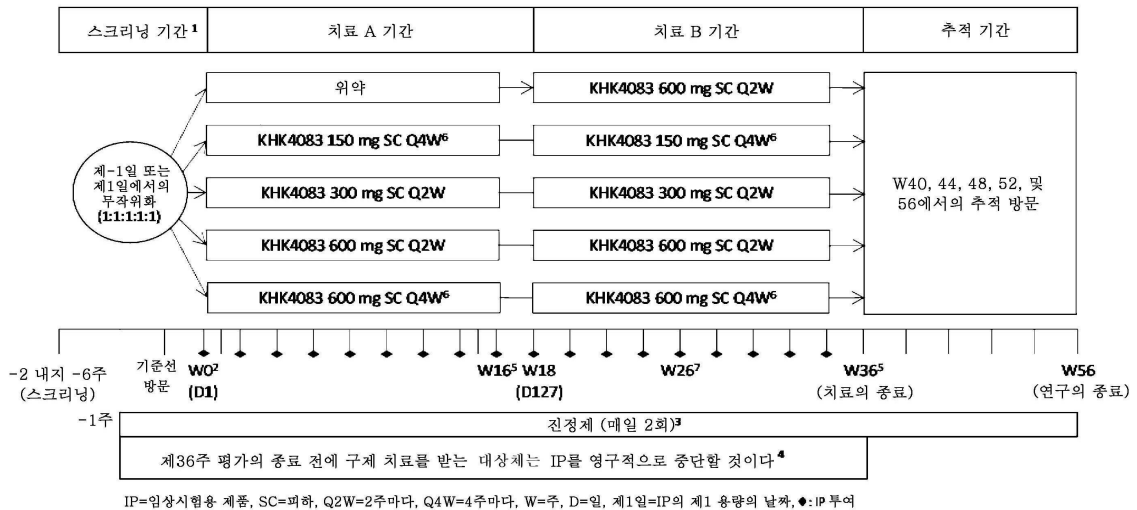 스크리닝 기간 1
치료 A 기간
치료 B 기간
추적 기간
제-1일 또는
제1일에서의
무작위화
(1:1:1:1:1)
위약
KHK4083 600 mg SC Q2W
KHK4083 150 mg SC Q4W6
KHK4083 150 mg SC Q4W6
KHK4083 300 mg SC Q2W
KHK4083 300 mg SC Q2W
KHK4083 600 mg SC Q2W
KHK4083 600 mg SC Q2W
KHK4083 600 mg SC Q4W6
KHK4083 600 mg SC Q4W6
W40, 44, 48, 52, 및
56에서의 추적 방문
-2 내지 -6주
(스크리닝)
기준선
방문
W02
(D1)
W165
W18
(D127)
W267
W365
(치료의 종료)
W56
(연구의 종료)
-1주
진정제 (매일 2회)3
제36주 평가의 종료 전에 구제 치료를 받는 대상체는 IP를 영구적으로 중단할 것이다 4
IP=임상시험용 제품, SC=피하, Q2W=2주마다, Q4W=4주마다, W=주, D=일, 제1일=IP의 제1 용량의 날짜, ◆: IP 투여